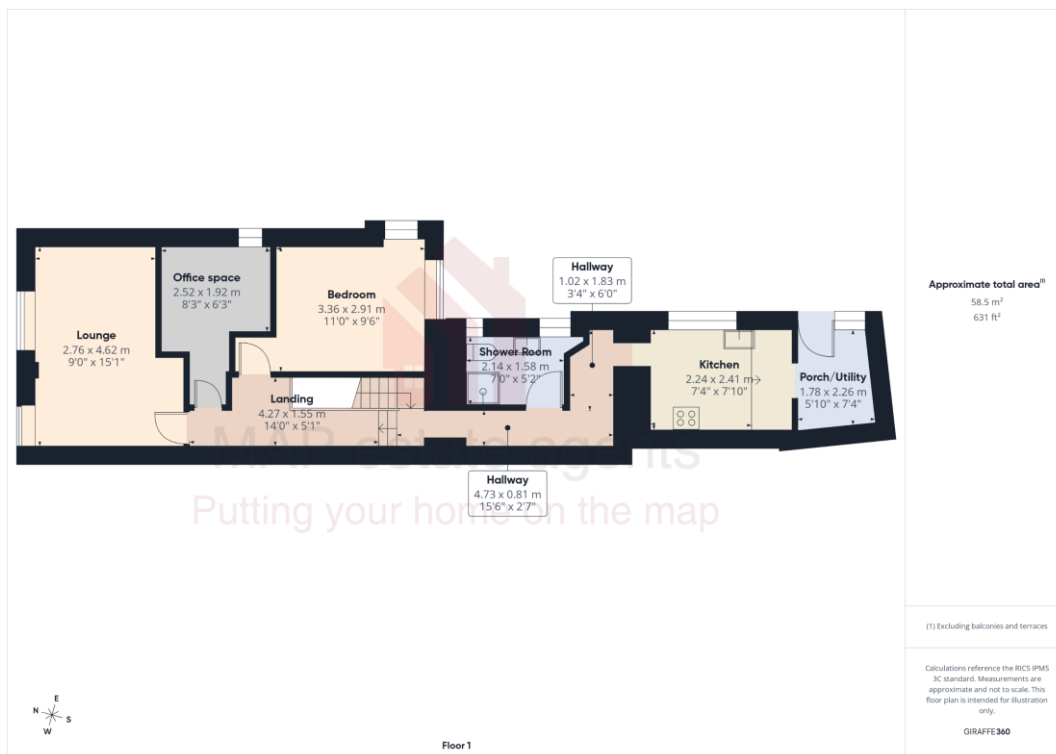 Hallway
1.02 x 1.83 m
3'4" x 6'0"
Office space
2.52 x 1.92 m
8'3" x 6'3"
Bedroom
3.36 x 2.91 m
11'0" x 9'6"
Lounge
2.76 x 4.62 m
9'0" x 15'1"
Shower Room
2.14 x 1.58 m
7'0" x 5'2"
Kitchen
2.24 x 2.41 m
7'4" x 7'10"
Porch/Utility
1.78 x 2.26 m
5'10" x 7'4"
Landing
4.27 x 1.55 m
14'0" x 5'1"
MAP estate agents
Putting your home on the map
Hallway
4.73 x 0.81 m
15'6" x 2'7"
Approximate total area⁽¹⁾
58.5 m²
631 ft²
(1) Excluding balconies and terraces
Calculations reference the RICS IPMS
3C standard. Measurements are
approximate and not to scale. This
floor plan is intended for illustration
only.
GIRAFFE360
E
N
S
W
Floor 1